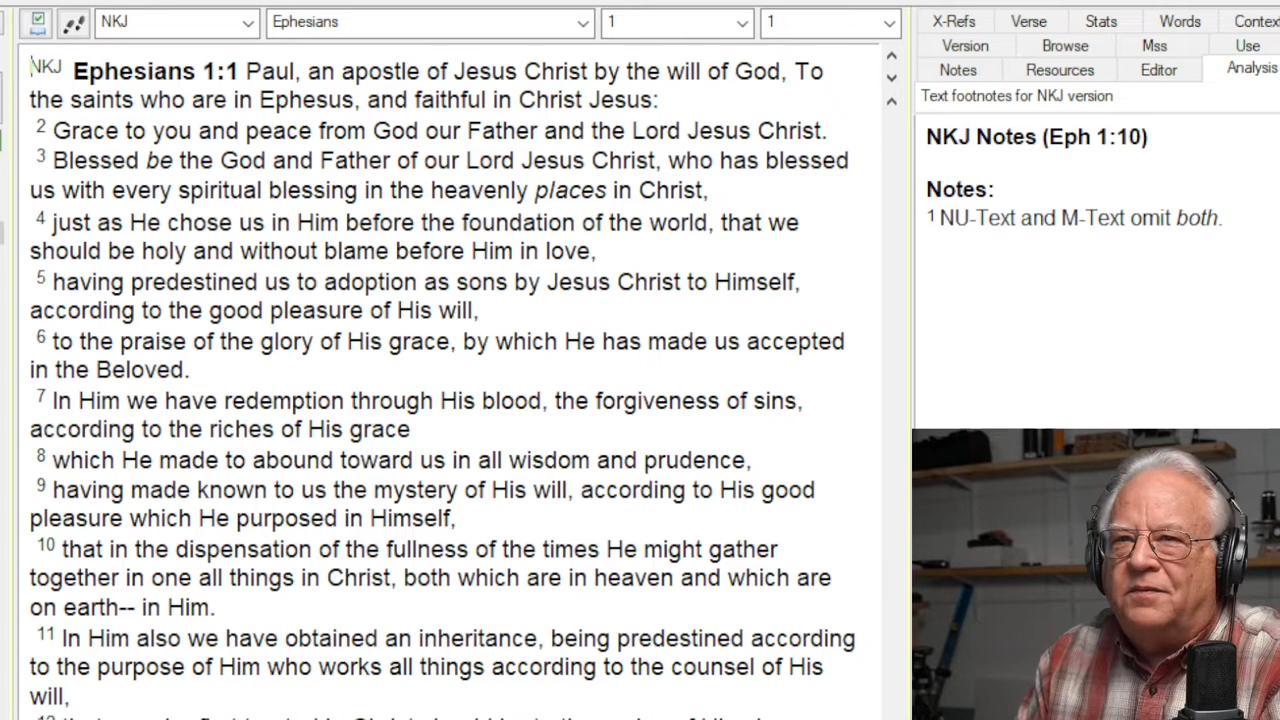 NKJ Ephesians 1 1
NKJ Ephesians 1:1 Paul, an apostle of Jesus Christ by the will of God, To
the saints who are in Ephesus, and faithful in Christ Jesus:
2 Grace to you and peace from God our Father and the Lord Jesus Christ.
3 Blessed be the God and Father of our Lord Jesus Christ, who has blessed
us with every spiritual blessing in the heavenly places in Christ,
4 just as He chose us in Him before the foundation of the world, that we
should be holy and without blame before Him in love,
5 having predestined us to adoption as sons by Jesus Christ to Himself,
according to the good pleasure of His will,
6 to the praise of the glory of His grace, by which He has made us accepted
in the Beloved.
7 In Him we have redemption through His blood, the forgiveness of sins,
according to the riches of His grace
8 which He made to abound toward us in all wisdom and prudence,
9 having made known to us the mystery of His will, according to His good
pleasure which He purposed in Himself,
10 that in the dispensation of the fullness of the times He might gather
together in one all things in Christ, both which are in heaven and which are
on earth-- in Him.
11 In Him also we have obtained an inheritance, being predestined according
to the purpose of Him who works all things according to the counsel of His
will,
X-Refs Verse Stats Words Contex
Version Browse Mss Use
Notes Resources Editor Analysis
Text footnotes for NKJ version
NKJ Notes (Eph 1:10)
Notes:
1 NU-Text and M-Text omit both.